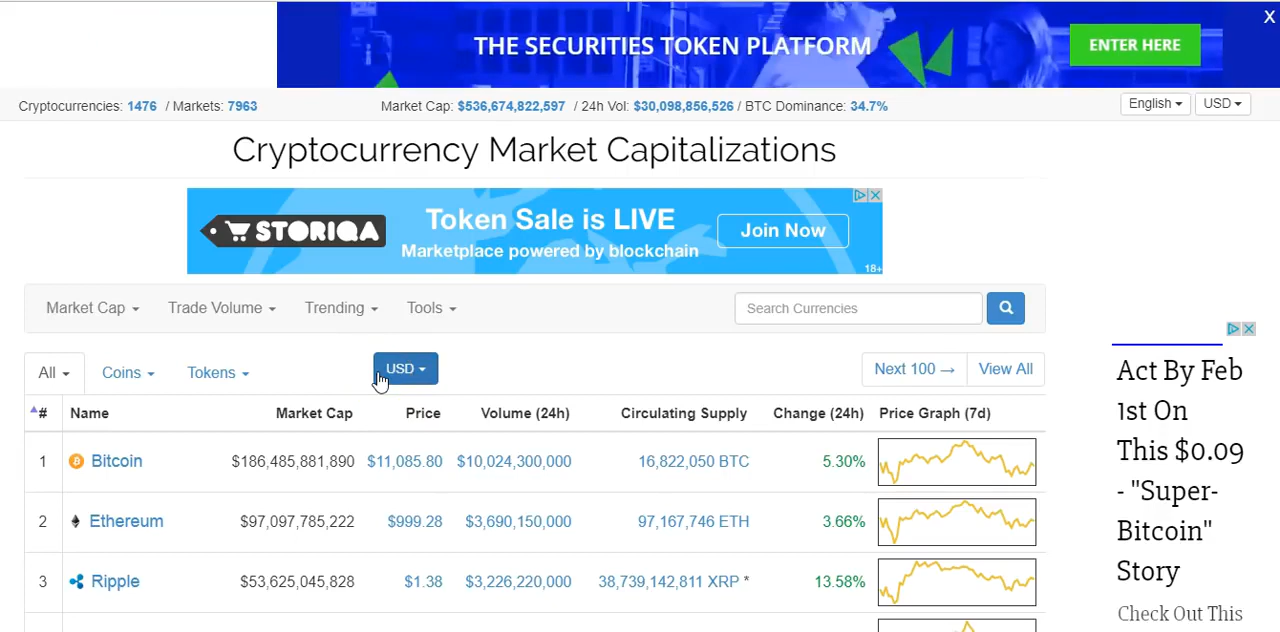 THE SECURITIES TOKEN PLATFORM
ENTER HERE
X
Cryptocurrencies: 1476 / Markets: 7963
Market Cap: $536,674,822,597 / 24h Vol: $30,098,856,526 / BTC Dominance: 34.7%
English
USD
Cryptocurrency Market Capitalizations
STORIQA
Token Sale is LIVE
Marketplace powered by blockchain
Join Now
18+
Market Cap Trade Volume Trending Tools
Search Currencies
All Coins Tokens USD Next 100 → View All
# Name Market Cap Price Volume (24h) Circulating Supply Change (24h) Price Graph (7d)
1 Bitcoin $186,485,881,890 $11,085.80 $10,024,300,000 16,822,050 BTC 5.30%
2 Ethereum $97,097,785,222 $999.28 $3,690,150,000 97,167,746 ETH 3.66%
3 Ripple $53,625,045,828 $1.38 $3,226,220,000 38,739,142,811 XRP * 13.58%
Act By Feb
1st On
This $0.09
- "Super-
Bitcoin"
Story
Check Out This